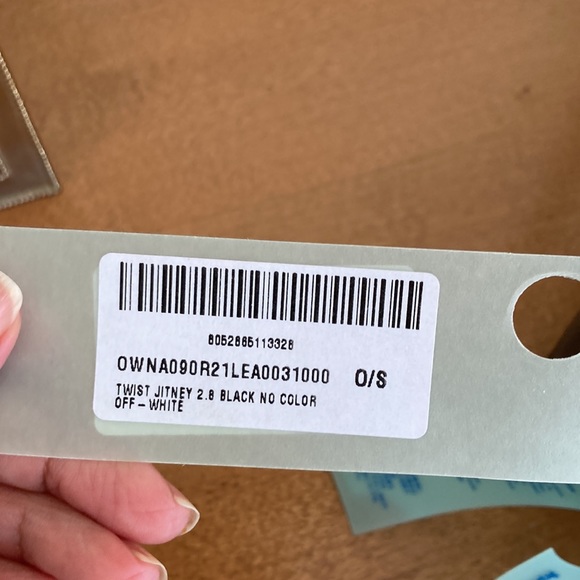 8052865113328
OWNA090R21LEA0031000 O/S
TWIST JITNEY 2.8 BLACK NO COLOR
OFF-WHITE